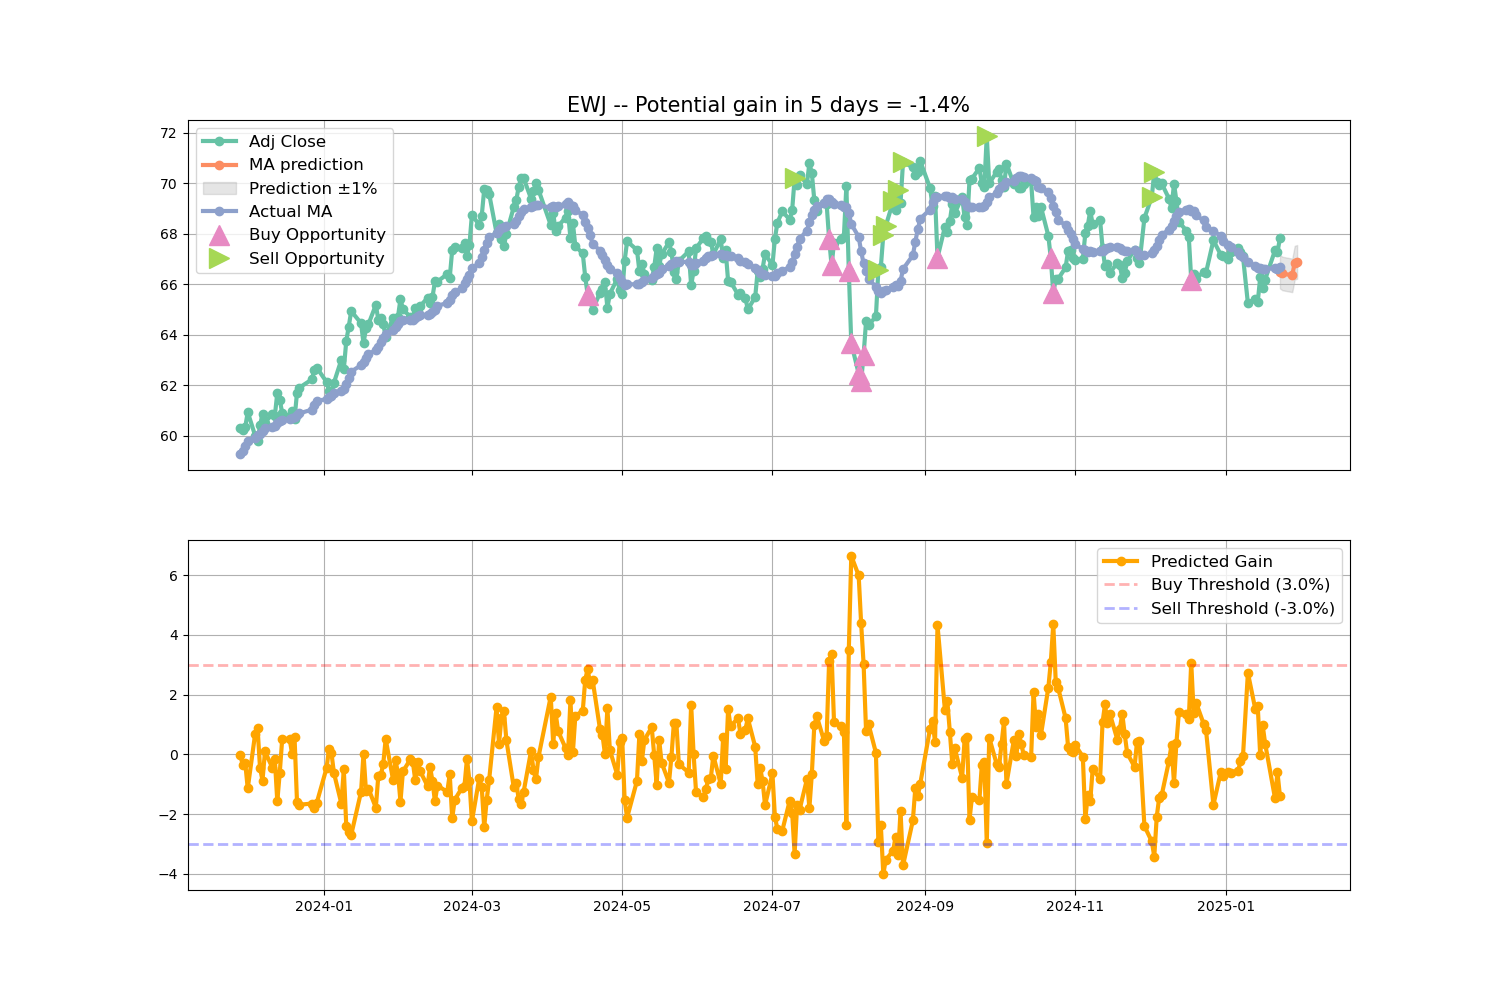 EWJ -- Potential gain in 5 days = -1.4%
72
70
68
66
64
62
60
Adj Close
MA prediction
Prediction ±1%
Actual MA
Buy Opportunity
Sell Opportunity
6
4
2
0
−2
−4
Predicted Gain
Buy Threshold (3.0%)
Sell Threshold (-3.0%)
2024-01
2024-03
2024-05
2024-07
2024-09
2024-11
2025-01